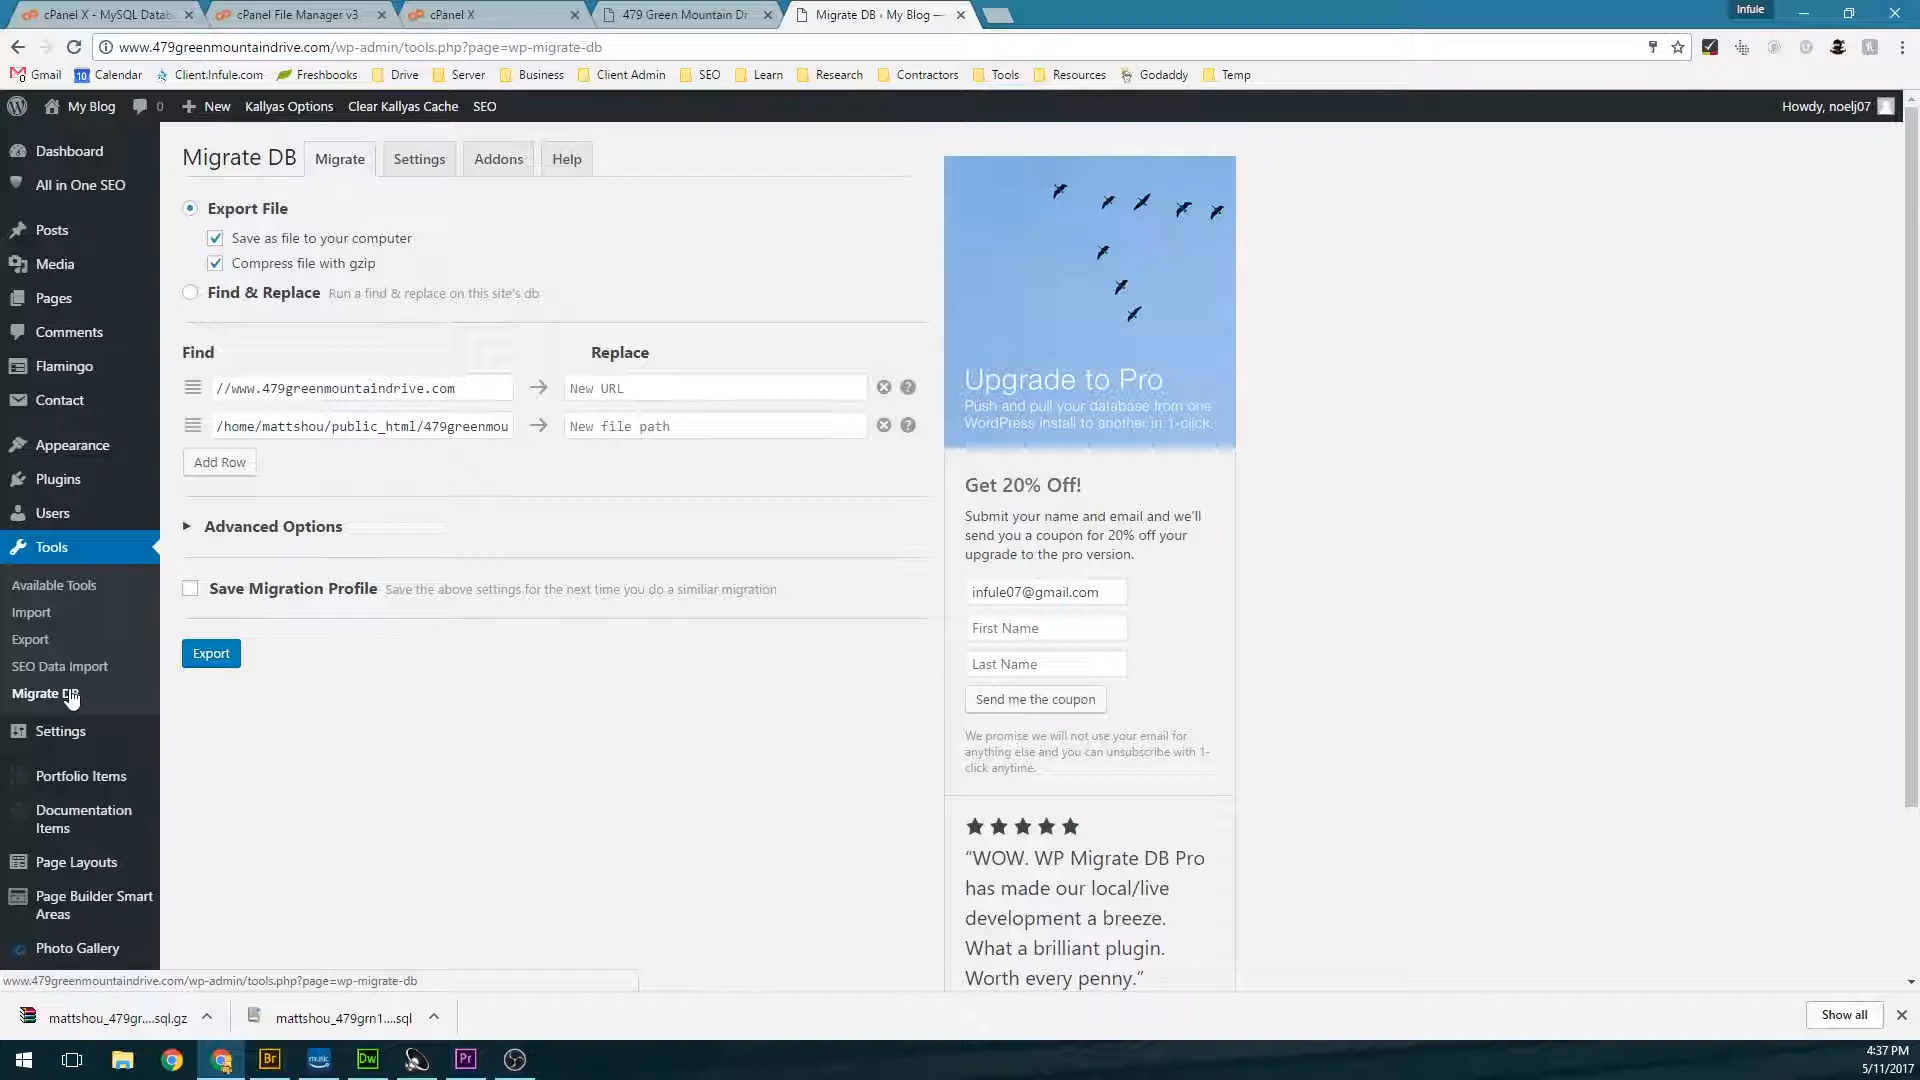 cPanel X - MySQL Datab
cPanel File Manager v3
cPanel X
479 Green Mountain Dr
Migrate DB ‹ My Blog —
Infule
www.479greenmountaindrive.com/wp-admin/tools.php?page=wp-migrate-db
Gmail
Calendar
Client.Infule.com
Freshbooks
Drive
Server
Business
Client Admin
SEO
Learn
Research
Contractors
Tools
Resources
Godaddy
Temp
My Blog
0
New
Kallyas Options
Clear Kallyas Cache
SEO
Howdy, noelj07
Dashboard
All in One SEO
Posts
Media
Pages
Comments
Flamingo
Contact
Appearance
Plugins
Users
Tools
Available Tools
Import
Export
SEO Data Import
Migrate DB
Settings
Portfolio Items
Documentation
Items
Page Layouts
Page Builder Smart
Areas
Photo Gallery
Migrate DB
Migrate
Settings
Addons
Help
Export File
Save as file to your computer
Compress file with gzip
Find & Replace Run a find & replace on this site's db
Find
Replace
//www.479greenmountaindrive.com
New URL
/home/mattshou/public_html/479greenmou
New file path
Add Row
Advanced Options
Save Migration Profile Save the above settings for the next time you do a similiar migration
Export
Upgrade to Pro
Push and pull your database from one
WordPress install to another in 1-click.
Get 20% Off!
Submit your name and email and we'll
send you a coupon for 20% off your
upgrade to the pro version.
infule07@gmail.com
First Name
Last Name
Send me the coupon
We promise we will not use your email for
anything else and you can unsubscribe with 1-
click anytime.
“WOW. WP Migrate DB Pro
has made our local/live
development a breeze.
What a brilliant plugin.
Worth every penny.”
www.479greenmountaindrive.com/wp-admin/tools.php?page=wp-migrate-db
mattshou_479gr....sql.gz
mattshou_479grn1....sql
Show all
Br
music
Dw
Pr
4:37 PM
5/11/2017